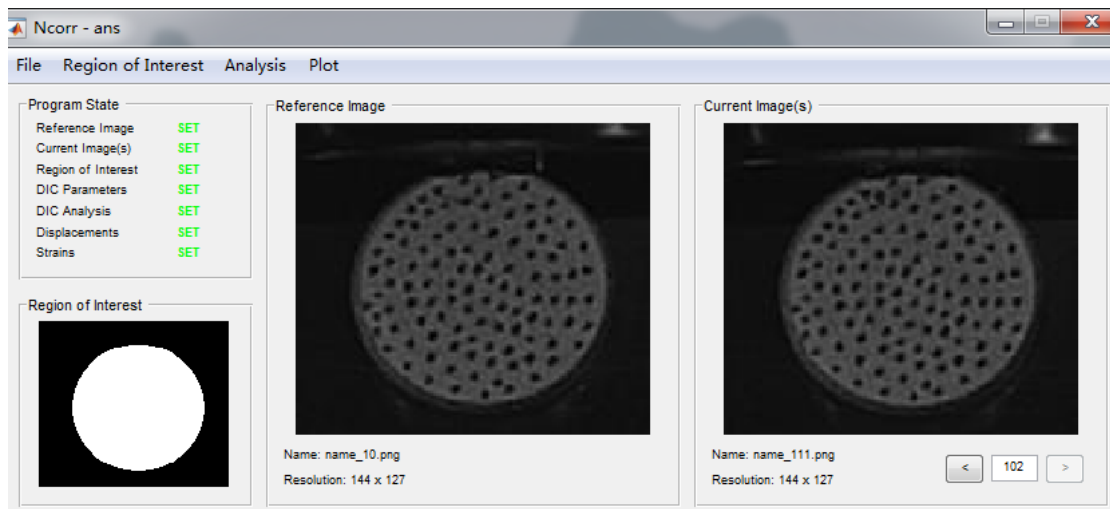 Ncorr - ans
File Region of Interest Analysis Plot
Program State
Reference Image SET
Current Image(s) SET
Region of Interest SET
DIC Parameters SET
DIC Analysis SET
Displacements SET
Strains SET
Region of Interest
Reference Image
Name: name_10.png
Resolution: 144 x 127
Current Image(s)
Name: name_111.png
Resolution: 144 x 127
< 102 >